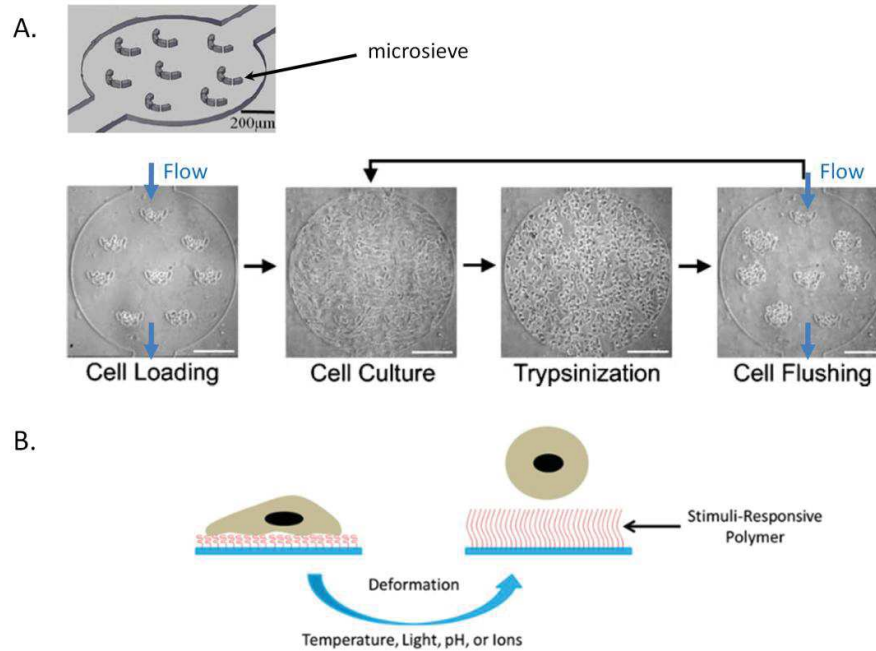 A.
microsieve
200μm
Flow
Flow
Cell Loading
Cell Culture
Trypsinization
Cell Flushing
B.
Stimuli-Responsive
Polymer
Deformation
Temperature, Light, pH, or Ions